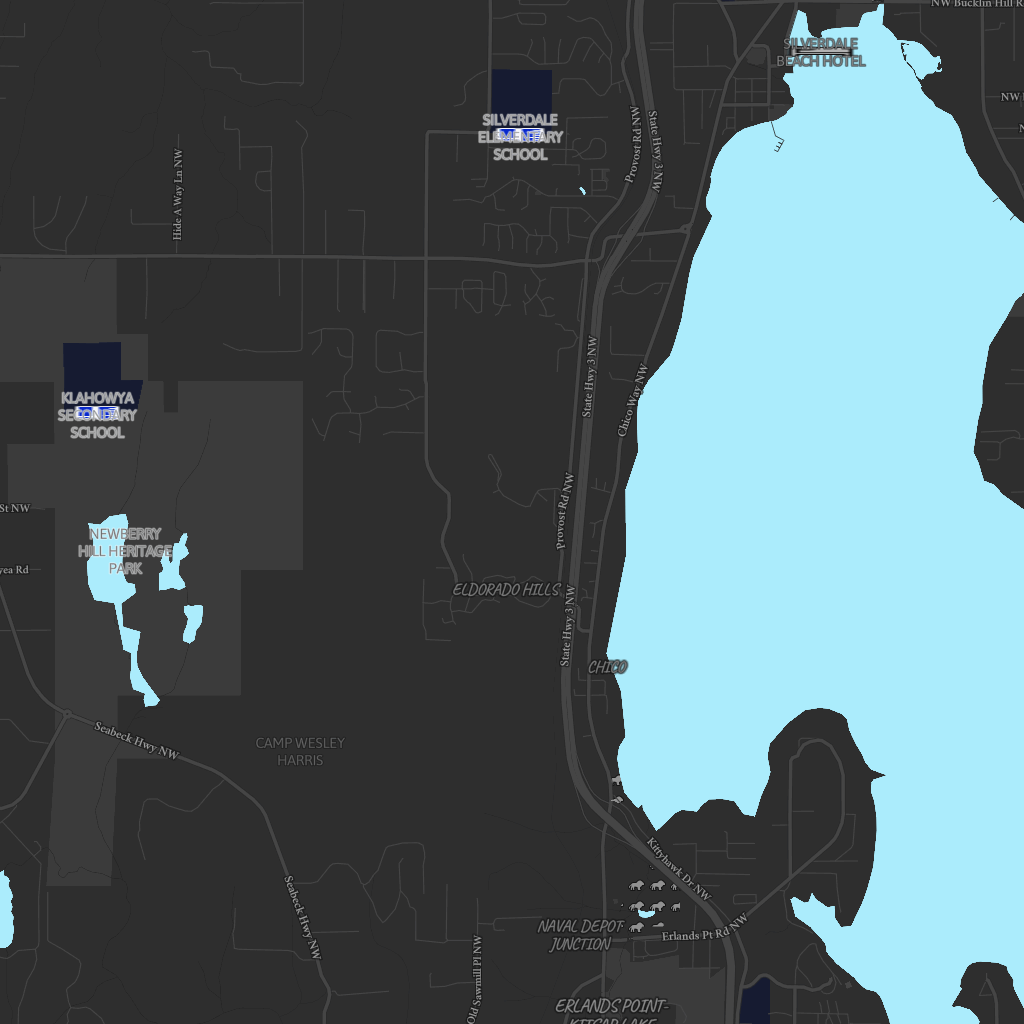 NW Bucklin Hill R
SILVERDALE
BEACH HOTEL
SILVERDALE
ELEMENTARY
SCHOOL
Provost Rd NW
State Hwy 3 NW
Hide A Way Ln NW
State Hwy 3 NW
Chico Way NW
KLAHOWYA
SECONDARY
SCHOOL
Provost Rd NW
St NW
NEWBERRY
HILL HERITAGE
PARK
yea Rd
ELDORADO HILLS
State Hwy 3 NW
CHICO
Seabeck Hwy NW
CAMP WESLEY
HARRIS
Kittyhawk Dr NW
Seabeck Hwy NW
NAVAL DEPOT
JUNCTION
Erlands Pt Rd NW
Old Sawmill Pl NW
ERLANDS POINT-
KITSAP LAKE